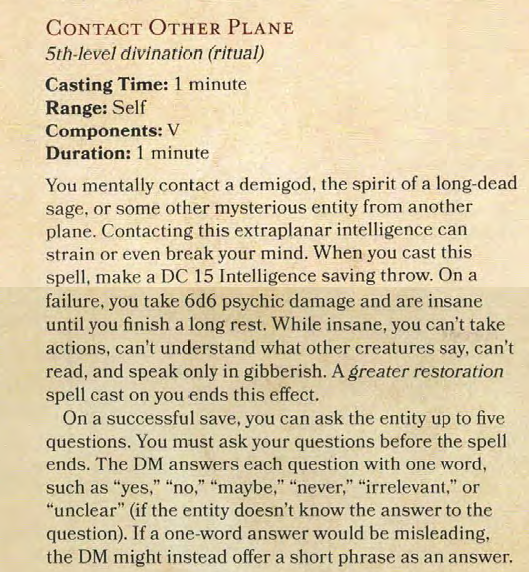 CONTACT OTHER PLANE
5th-level divination (ritual)
Casting Time: 1 minute
Range: Self
Components: V
Duration: 1 minute
You mentally contact a demigod, the spirit of a long-dead
sage, or some other mysterious entity from another
plane. Contacting this extraplanar intelligence can
strain or even break your mind. When you cast this
spell, make a DC 15 Intelligence saving throw. On a
failure, you take 6d6 psychic damage and are insane
until you finish a long rest. While insane, you can't take
actions, can't understand what other creatures say, can't
read, and speak only in gibberish. A greater restoration
spell cast on you ends this effect.
On a successful save, you can ask the entity up to five
questions. You must ask your questions before the spell
ends. The DM answers each question with one word,
such as "yes," "no," "maybe," "never," "irrelevant," or
"unclear" (if the entity doesn't know the answer to the
question). If a one-word answer would be misleading,
the DM might instead offer a short phrase as an answer.